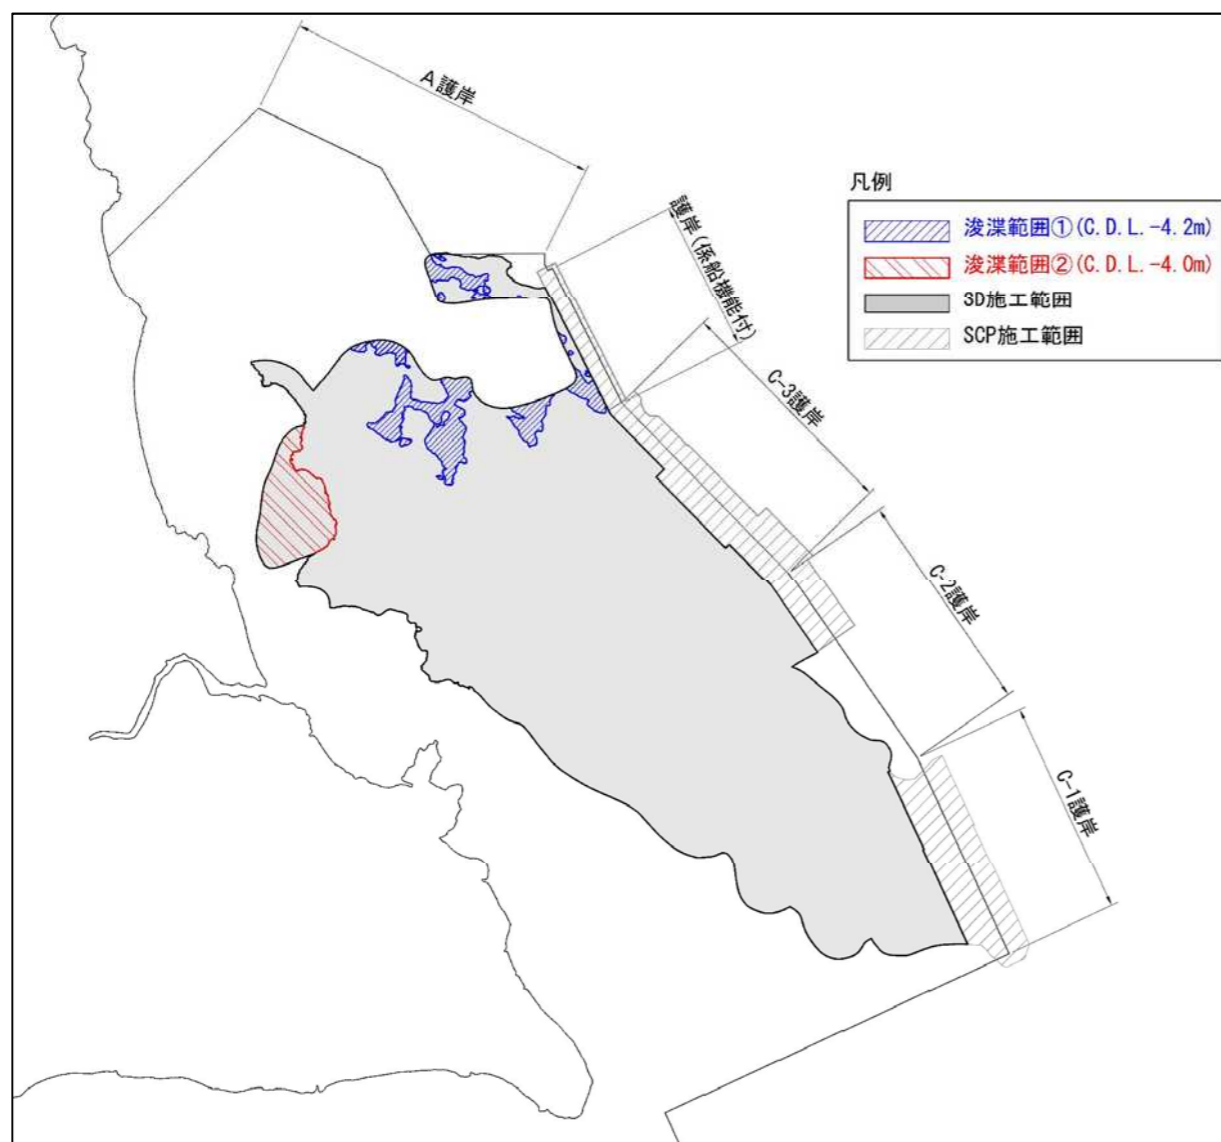 A護岸
護岸(係船機能付)
C-3護岸
C-2護岸
C-1護岸
凡例
浚渫範囲①(C.D.L.-4.2m)
浚渫範囲②(C.D.L.-4.0m)
3D施工範囲
SCP施工範囲